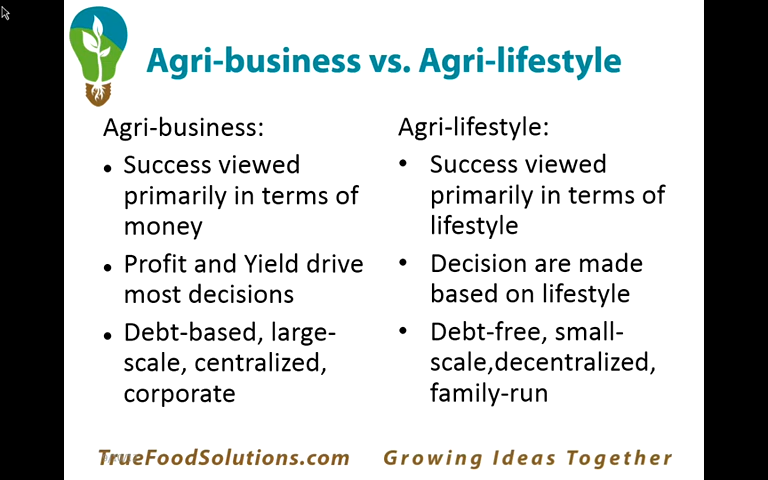 Agri-business vs. Agri-lifestyle
Agri-business:
• Success viewed
primarily in terms of
money
• Profit and Yield drive
most decisions
• Debt-based, large-
scale, centralized,
corporate
Agri-lifestyle:
• Success viewed
primarily in terms of
lifestyle
• Decision are made
based on lifestyle
• Debt-free, small-
scale,decentralized,
family-run
TrueFoodSolutions.com
Growing Ideas Together